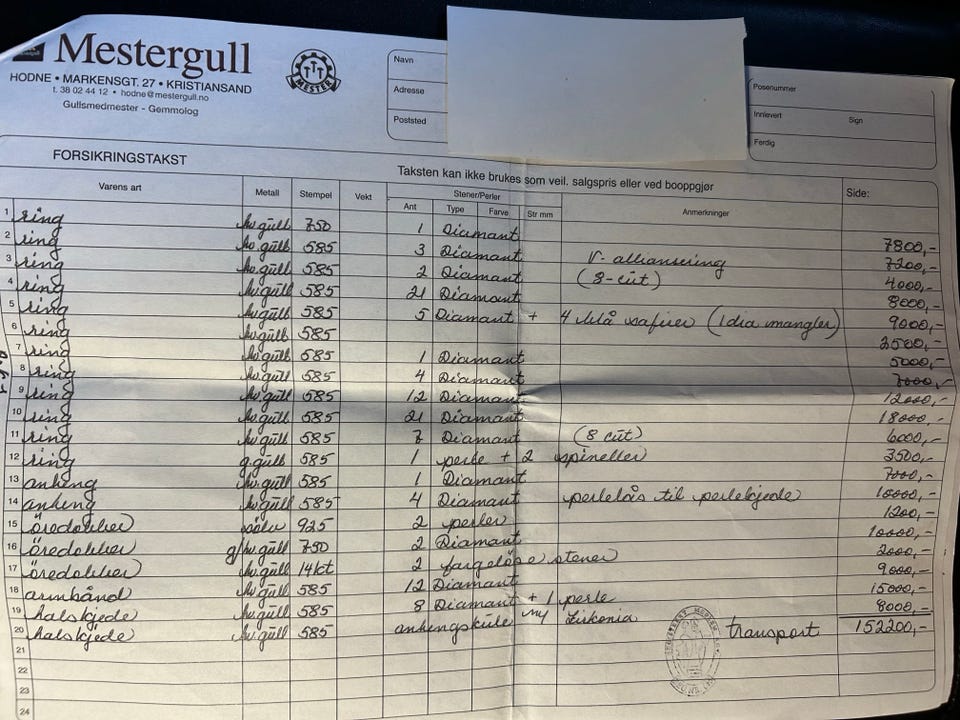 Mestergull
HODNE • MARKENSGT. 27 • KRISTIANSAND
t. 38 02 44 12 • hodne@mestergull.no
Gullsmedmester - Gemmolog
MESTER
Navn
Adresse
Poststed
Posenummer
Innlevert Sign
Ferdig
FORSIKRINGSTAKST
Taksten kan ikke brukes som veil. salgspris eller ved booppgjør
Varens art Metall Stempel Vekt Stener/Perler Anmerkninger Side:
Ant Type Farve Str mm
1 ring hv.gull 750 1 Diamant 7800,-
2 ring hv.gull 585 3 Diamant V-alliansering 7200,-
3 ring hv.gull 585 2 Diamant (8-cut) 4000,-
4 ring hv.gull 585 21 Diamant 8000,-
5 ring hv.gull 585 5 Diamant + 4 blå safirer (1 dia mangler) 9000,-
6 ring 2500,-
7 ring hv.gull 585 1 Diamant 5000,-
8 ring hv.gull 585 4 Diamant 7000,-
9 ring hv.gull 585 12 Diamant 12000,-
10 ring hv.gull 585 21 Diamant 18000,-
11 ring hv.gull 585 7 Diamant (8 cut) 6000,-
12 ring g.gull 585 1 perle + 2 spineller 3500,-
13 anheng hv.gull 585 1 Diamant 7000,-
14 anheng hv.gull 585 4 Diamant perlelås til perlekjede 10000,-
15 öredobber sölv 925 2 perler 1200,-
16 öredobber g/hv.gull 750 2 Diamant 10000,-
17 öredobber hv.gull 14kt 2 fargelöse stener 2000,-
18 armbånd hv.gull 585 12 Diamant 9000,-
19 halskjede hv.gull 585 8 Diamant + 1 perle 15000,-
20 halskjede hv.gull 585 anhengskule m/ Zirkonia 8000,-
transport 152200,-
21
22
23
24